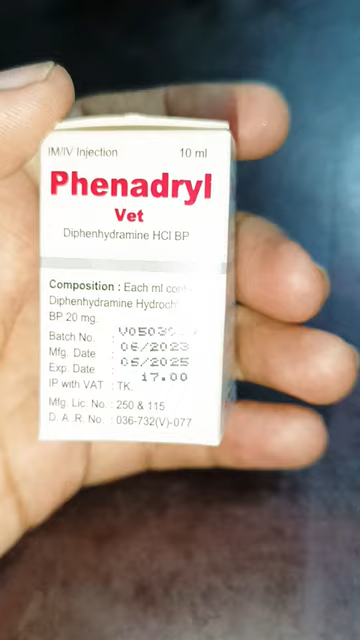 IM/IV Injection 10 ml
Phenadryl
Vet
Diphenhydramine HCl BP
Composition : Each ml
Diphenhydramine
BP 20 mg.
Batch No. :
Mfg. Date : 06/2023
Exp. Date : 05/2025
IP with VAT : TK. 17.00
Mfg. Lic. No. : 250 & 115
D. A. R. No. : 036-732(V)-077